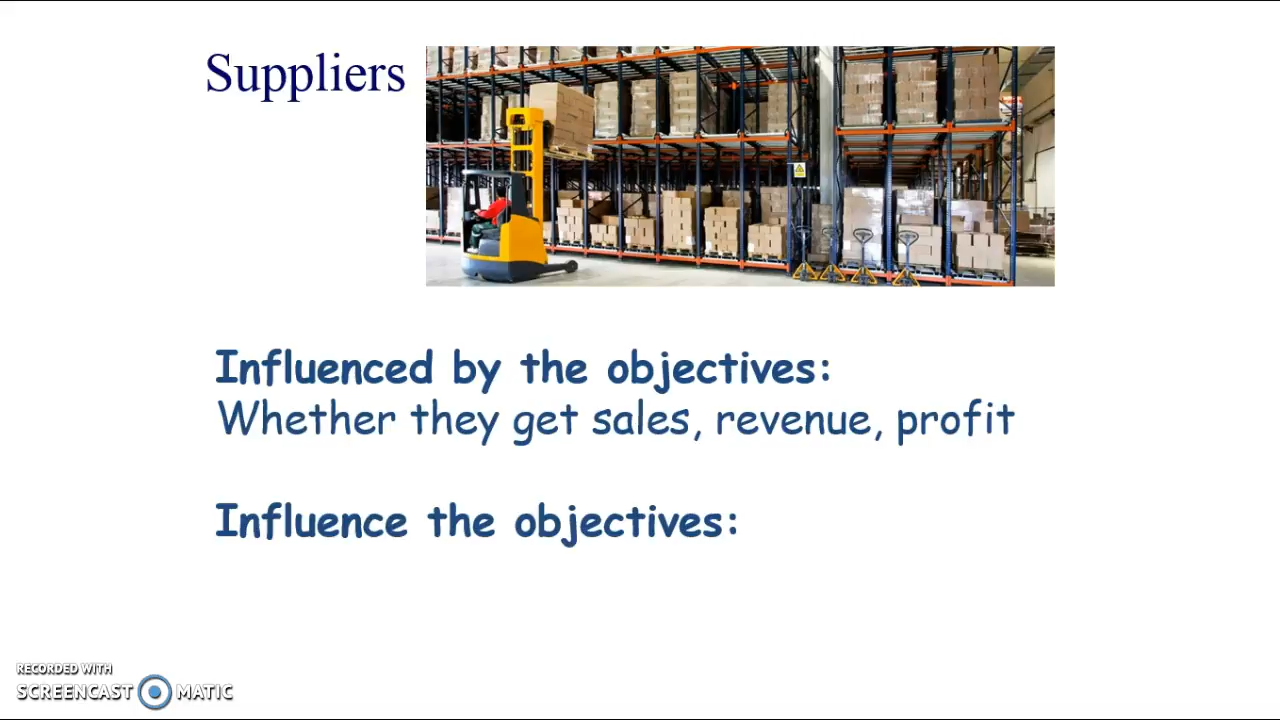 Suppliers
Influenced by the objectives:
Whether they get sales, revenue, profit
Influence the objectives:
RECORDED WITH
SCREENCAST MATIC